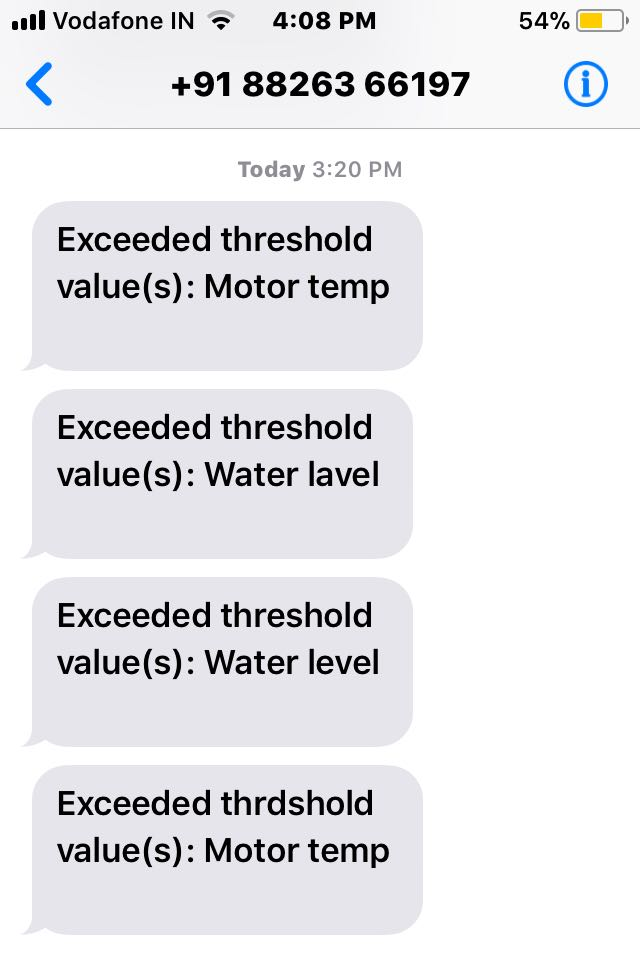 Vodafone IN 4:08 PM 54%
+91 88263 66197
Today 3:20 PM
Exceeded threshold
value(s): Motor temp
Exceeded threshold
value(s): Water lavel
Exceeded threshold
value(s): Water level
Exceeded thrdshold
value(s): Motor temp